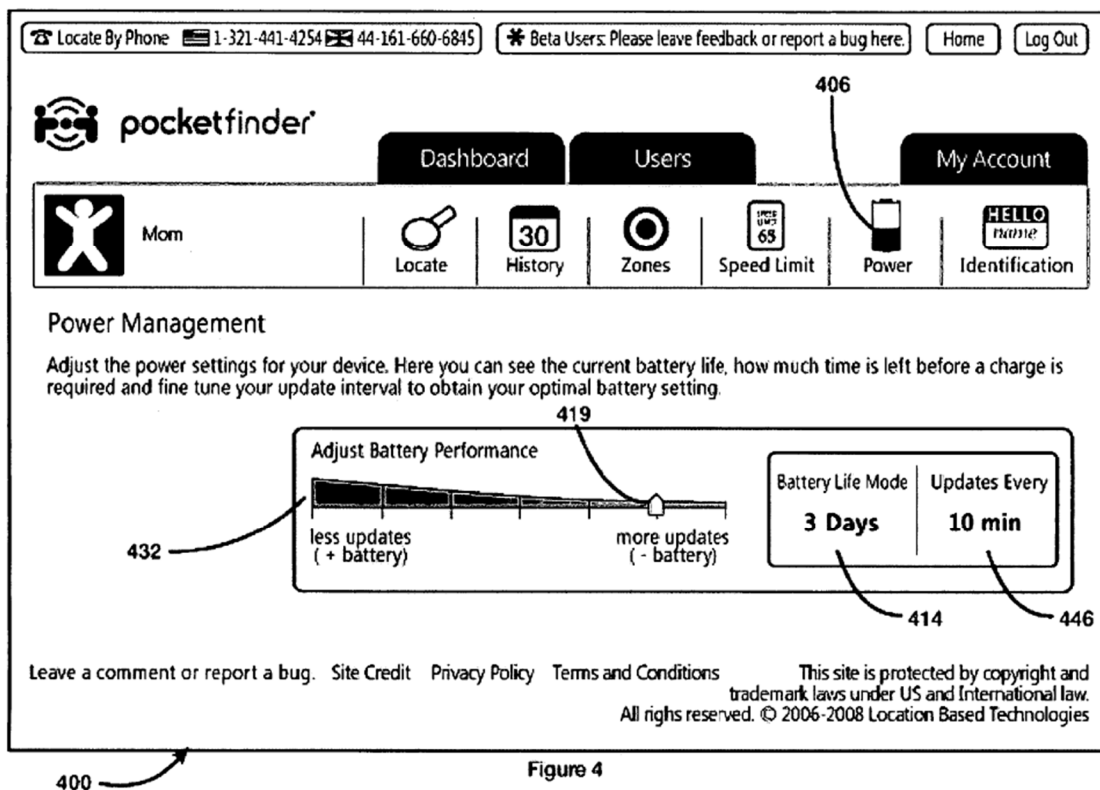 Locate By Phone 1-321-441-4254 44-161-660-6845 Beta Users: Please leave feedback or report a bug here. Home Log Out
406
pocketfinder
Dashboard Users My Account
HELLO
30 SPEED LIMIT 65 name
Mom
Locate History Zones Speed Limit Power Identification
Power Management
Adjust the power settings for your device. Here you can see the current battery life, how much time is left before a charge is
required and fine tune your update interval to obtain your optimal battery setting.
419
Adjust Battery Performance
Battery Life Mode Updates Every
3 Days 10 min
less updates more updates
432
( + battery) ( - battery)
414 446
Leave a comment or report a bug. Site Credit Privacy Policy Terms and Conditions This site is protected by copyright and
trademark laws under US and International law.
All righs reserved. © 2006-2008 Location Based Technologies
400
Figure 4